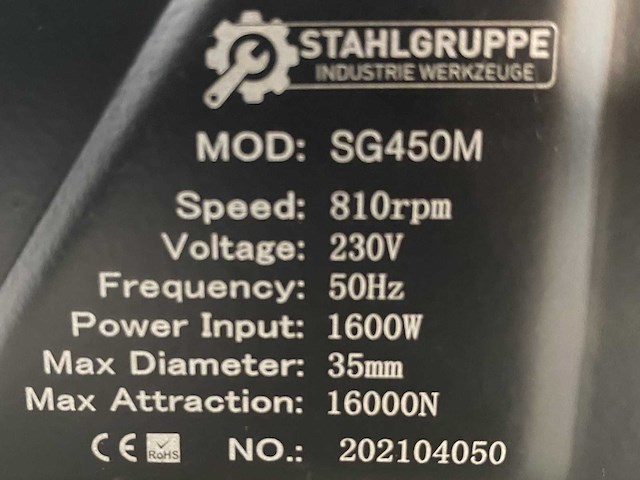 STAHLGRUPPE
INDUSTRIE WERKZEUGE
MOD: SG450M
Speed: 810rpm
Voltage: 230V
Frequency: 50Hz
Power Input: 1600W
Max Diameter: 35mm
Max Attraction: 16000N
CE RoHS NO.: 202104050